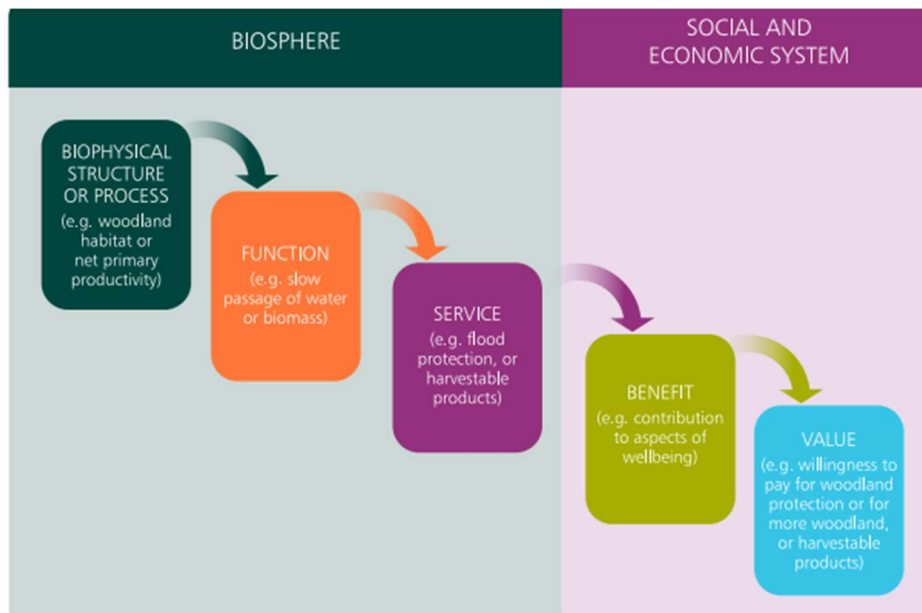 BIOSPHERE
SOCIAL AND
ECONOMIC SYSTEM
BIOPHYSICAL
STRUCTURE
OR PROCESS
(e.g. woodland
habitat or
net primary
productivity)
FUNCTION
(e.g. slow
passage of water
or biomass)
SERVICE
(e.g. flood
protection, or
harvestable
products)
BENEFIT
(e.g. contribution
to aspects of
wellbeing)
VALUE
(e.g. willingness to
pay for woodland
protection or for
more woodland,
or harvestable
products)